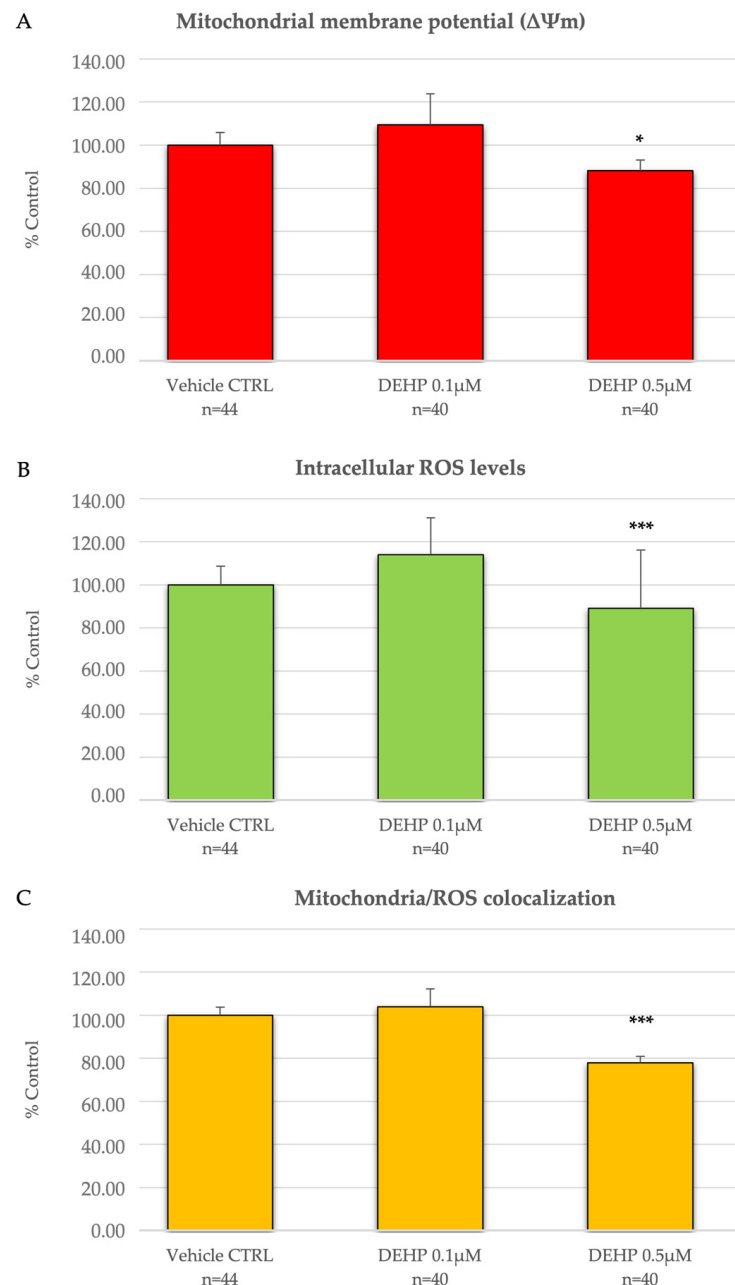 A
Mitochondrial membrane potential (ΔΨm)
140.00
120.00
100.00
80.00
60.00
40.00
20.00
0.00
% Control
*
Vehicle CTRL
n=44
DEHP 0.1μM
n=40
DEHP 0.5μM
n=40
B
Intracellular ROS levels
140.00
120.00
100.00
80.00
60.00
40.00
20.00
0.00
% Control
***
Vehicle CTRL
n=44
DEHP 0.1μM
n=40
DEHP 0.5μM
n=40
C
Mitochondria/ROS colocalization
140.00
120.00
100.00
80.00
60.00
40.00
20.00
0.00
% Control
***
Vehicle CTRL
n=44
DEHP 0.1μM
n=40
DEHP 0.5μM
n=40